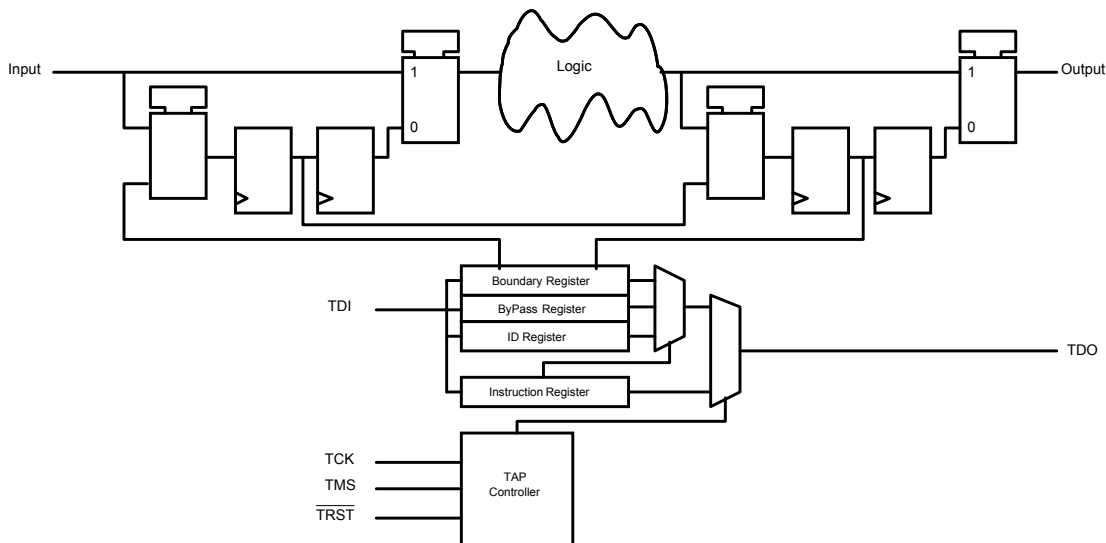 Input
1
0
Logic
1
0
Output
Boundary Register
TDI
ByPass Register
ID Register
TDO
Instruction Register
TCK
TMS
TRST
TAP
Controller